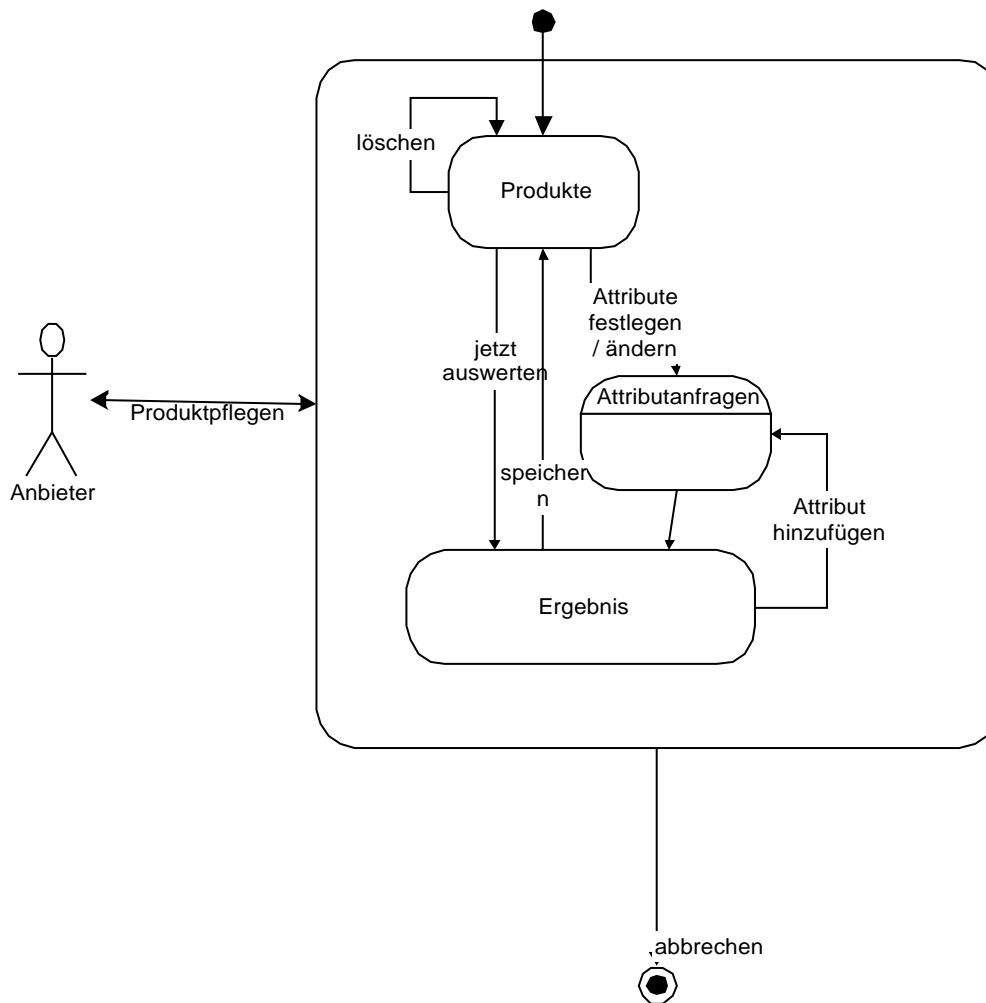 löschen
Produkte
Attribute
festlegen
/ ändern
jetzt
auswerten
Attributanfragen
Produktpflegen
Anbieter
speicher
n
Attribut
hinzufügen
Ergebnis
abbrechen